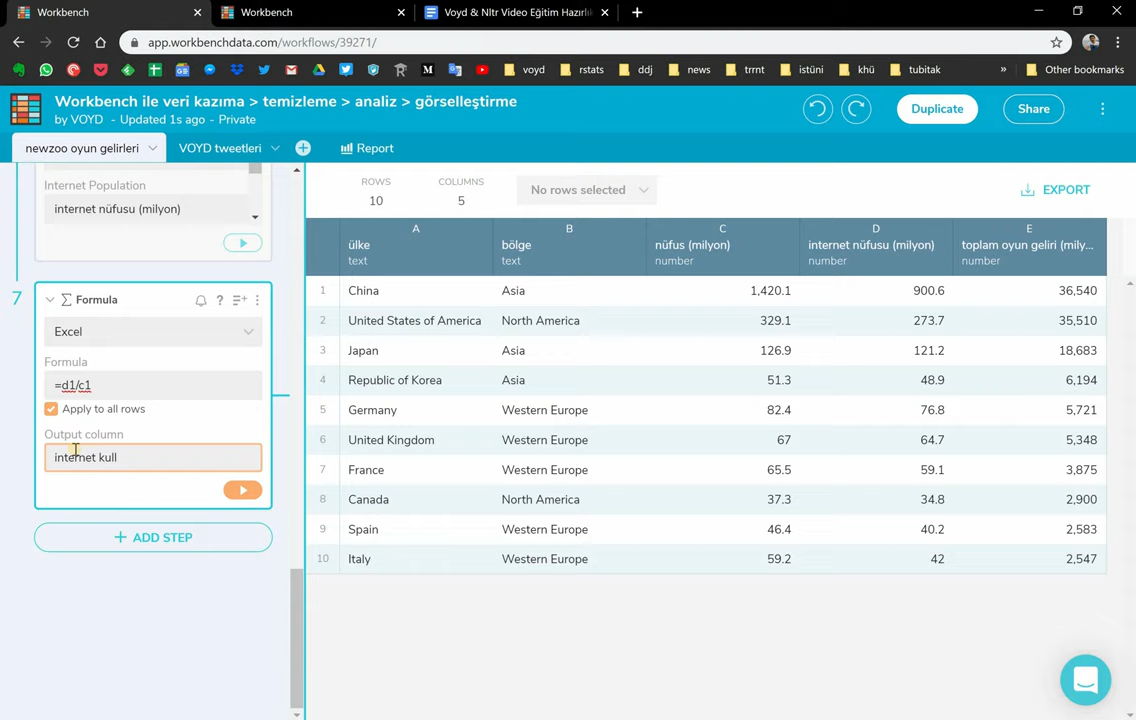 Workbench
Workbench
Voyd & Nltr Video Eğitim Hazırlı
app.workbenchdata.com/workflows/39271/
voyd
rstats
ddj
news
trrnt
istüni
khü
tubitak
»
Other bookmarks
Workbench ile veri kazıma > temizleme > analiz > görselleştirme
by VOYD - Updated 1s ago - Private
Duplicate
Share
newzoo oyun gelirleri
VOYD tweetleri
Report
Internet Population
internet nüfusu (milyon)
7
Formula
Excel
Formula
=d1/c1
Apply to all rows
Output column
internet kull
+ ADD STEP
ROWS
10
COLUMNS
5
No rows selected
EXPORT
A B C D E
ülke bölge nüfus (milyon) internet nüfusu (milyon) toplam oyun geliri (mily...
text text number number number
1 China Asia 1,420.1 900.6 36,540
2 United States of America North America 329.1 273.7 35,510
3 Japan Asia 126.9 121.2 18,683
4 Republic of Korea Asia 51.3 48.9 6,194
5 Germany Western Europe 82.4 76.8 5,721
6 United Kingdom Western Europe 67 64.7 5,348
7 France Western Europe 65.5 59.1 3,875
8 Canada North America 37.3 34.8 2,900
9 Spain Western Europe 46.4 40.2 2,583
10 Italy Western Europe 59.2 42 2,547